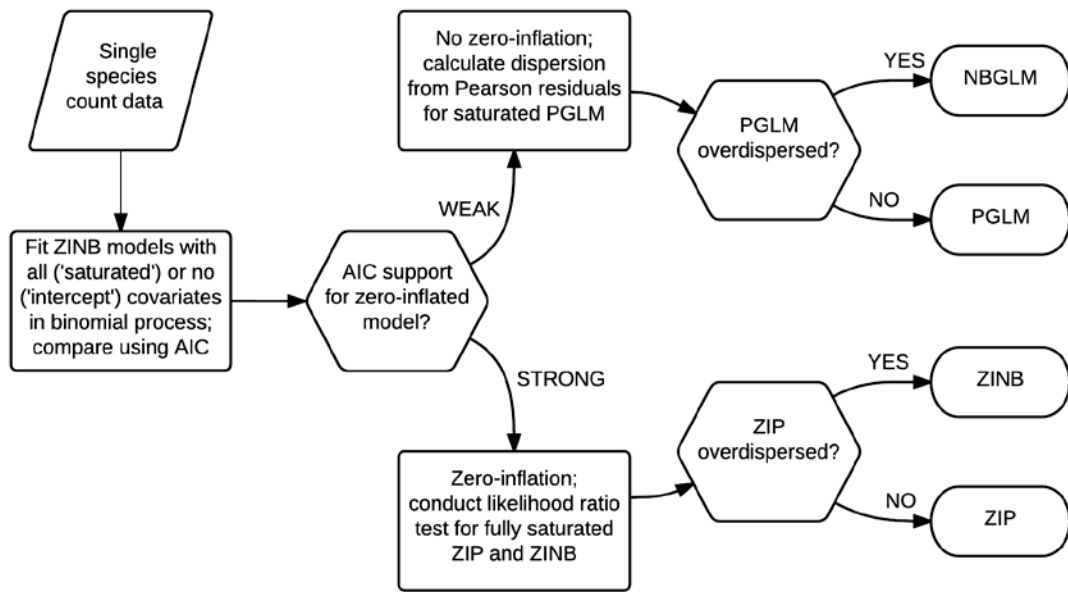 Single
species
count data
Fit ZINB models with
all ('saturated') or no
('intercept') covariates
in binomial process;
compare using AIC
AIC support
for zero-inflated
model?
WEAK
No zero-inflation;
calculate dispersion
from Pearson residuals
for saturated PGLM
PGLM
overdispersed?
YES
NBGLM
NO
PGLM
STRONG
Zero-inflation;
conduct likelihood ratio
test for fully saturated
ZIP and ZINB
ZIP
overdispersed?
YES
ZINB
NO
ZIP